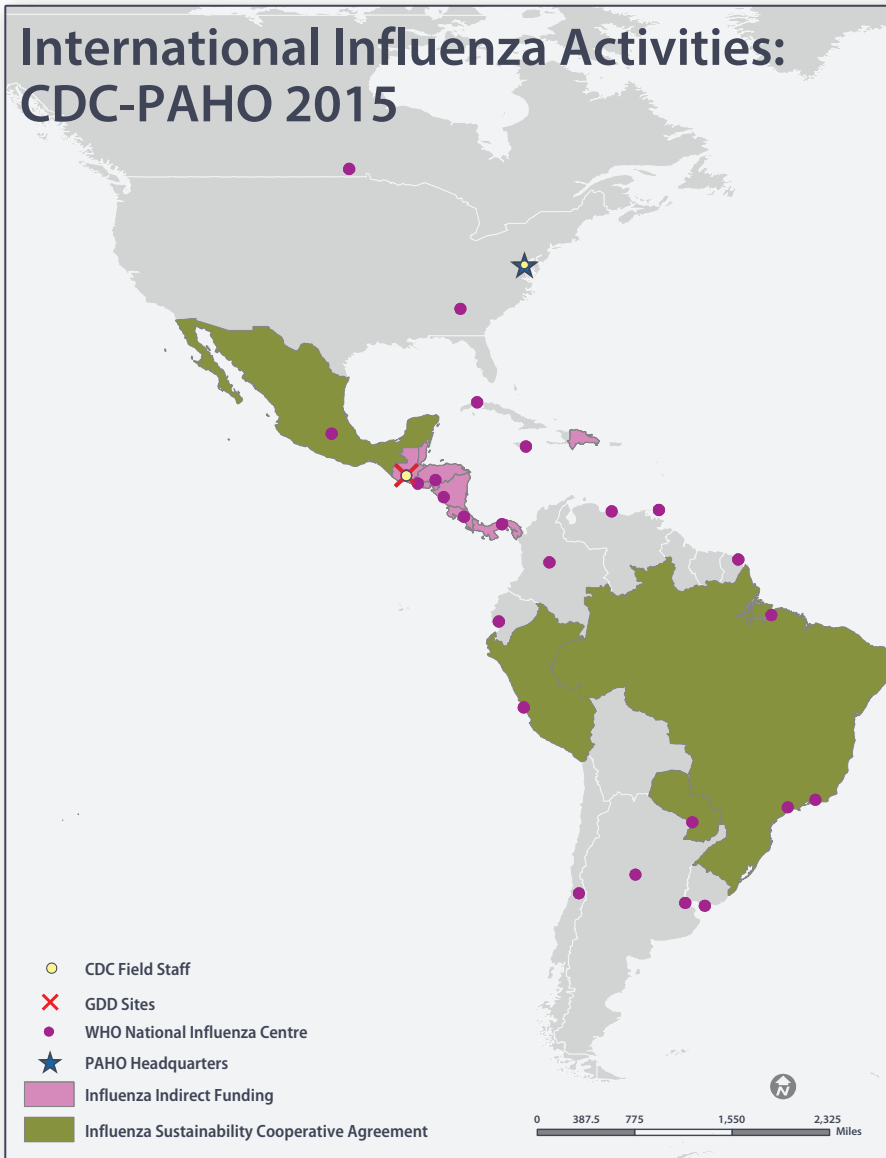 International Influenza Activities:
CDC-PAHO 2015
CDC Field Staff
GDD Sites
WHO National Influenza Centre
PAHO Headquarters
Influenza Indirect Funding
Influenza Sustainability Cooperative Agreement
N
0 387.5 775 1,550 2,325
Miles